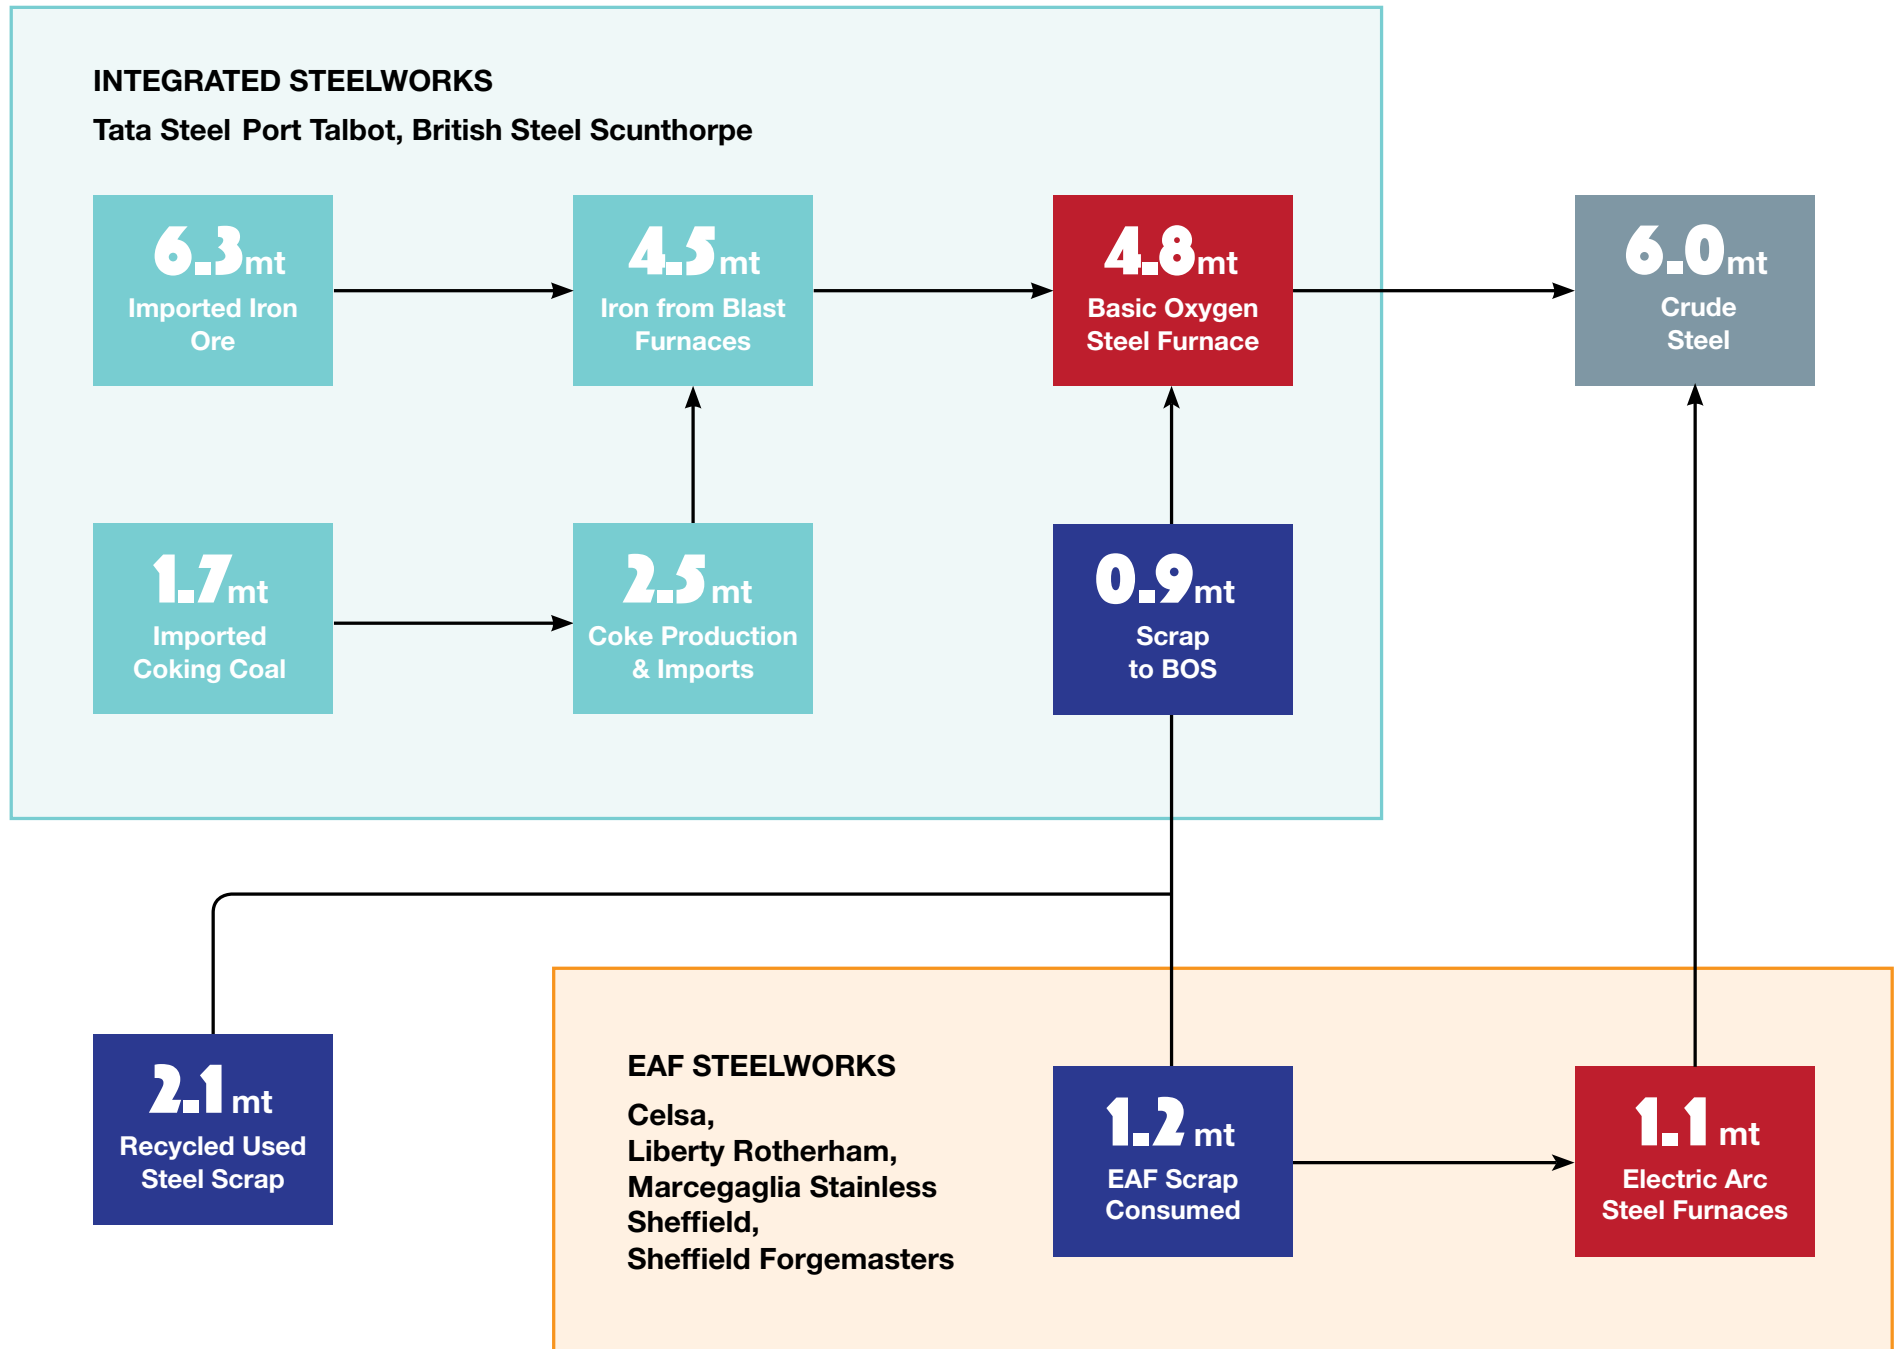 INTEGRATED STEELWORKS
Tata Steel Port Talbot, British Steel Scunthorpe
6.3mt
Imported Iron
Ore
4.5mt
Iron from Blast
Furnaces
4.8mt
Basic Oxygen
Steel Furnace
6.0mt
Crude
Steel
1.7mt
Imported
Coking Coal
2.5mt
Coke Production
& Imports
0.9mt
Scrap
to BOS
2.1mt
Recycled Used
Steel Scrap
EAF STEELWORKS
Celsa,
Liberty Rotherham,
Marcegaglia Stainless
Sheffield,
Sheffield Forgemasters
1.2mt
EAF Scrap
Consumed
1.1mt
Electric Arc
Steel Furnaces